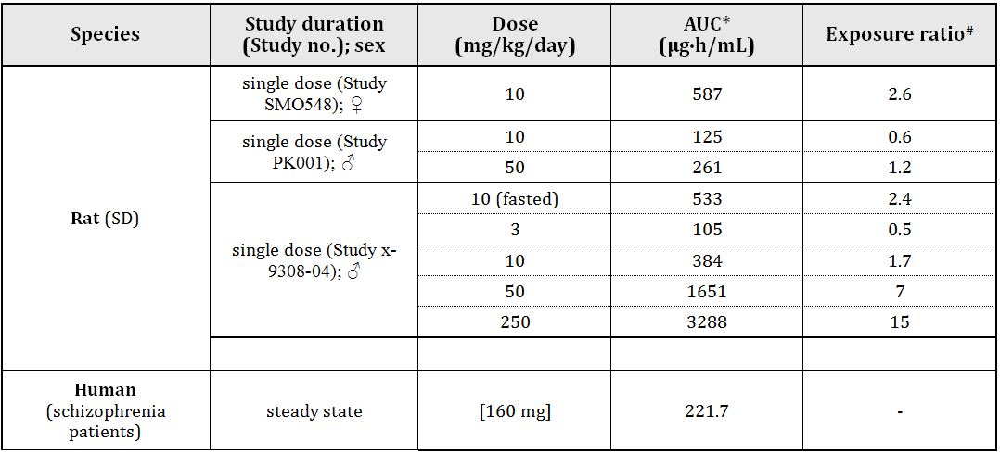 Species Study duration (Study no.); sex Dose (mg/kg/day) AUC* (µg·h/mL) Exposure ratio#
Rat (SD)
single dose (Study SMO548); ♀ 10 587 2.6
single dose (Study PK001); ♂ 10 125 0.6
50 261 1.2
single dose (Study x-9308-04); ♂ 10 (fasted) 533 2.4
3 105 0.5
10 384 1.7
50 1651 7
250 3288 15
Human (schizophrenia patients) steady state [160 mg] 221.7 -